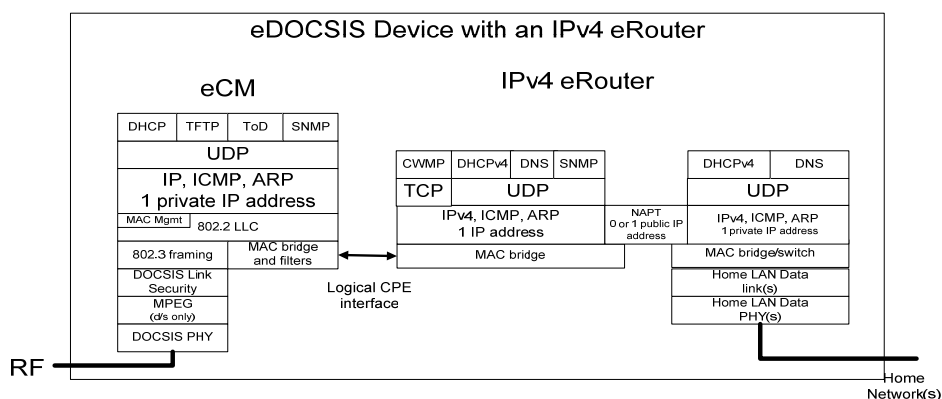 eDOCSIS Device with an IPv4 eRouter
eCM
IPv4 eRouter
DHCP
TFTP
ToD
SNMP
UDP
IP, ICMP, ARP
1 private IP address
MAC Mgmt
802.2 LLC
802.3 framing
MAC bridge
and filters
DOCSIS Link
Security
MPEG
(d/s only)
DOCSIS PHY
RF
Logical CPE
interface
CWMP
DHCPv4
DNS
SNMP
TCP
UDP
IPv4, ICMP, ARP
1 IP address
MAC bridge
NAPT
0 or 1 public IP
address
DHCPv4
DNS
UDP
IPv4, ICMP, ARP
1 private IP address
MAC bridge/switch
Home LAN Data
link(s)
Home LAN Data
PHY(s)
Home
Network(s)